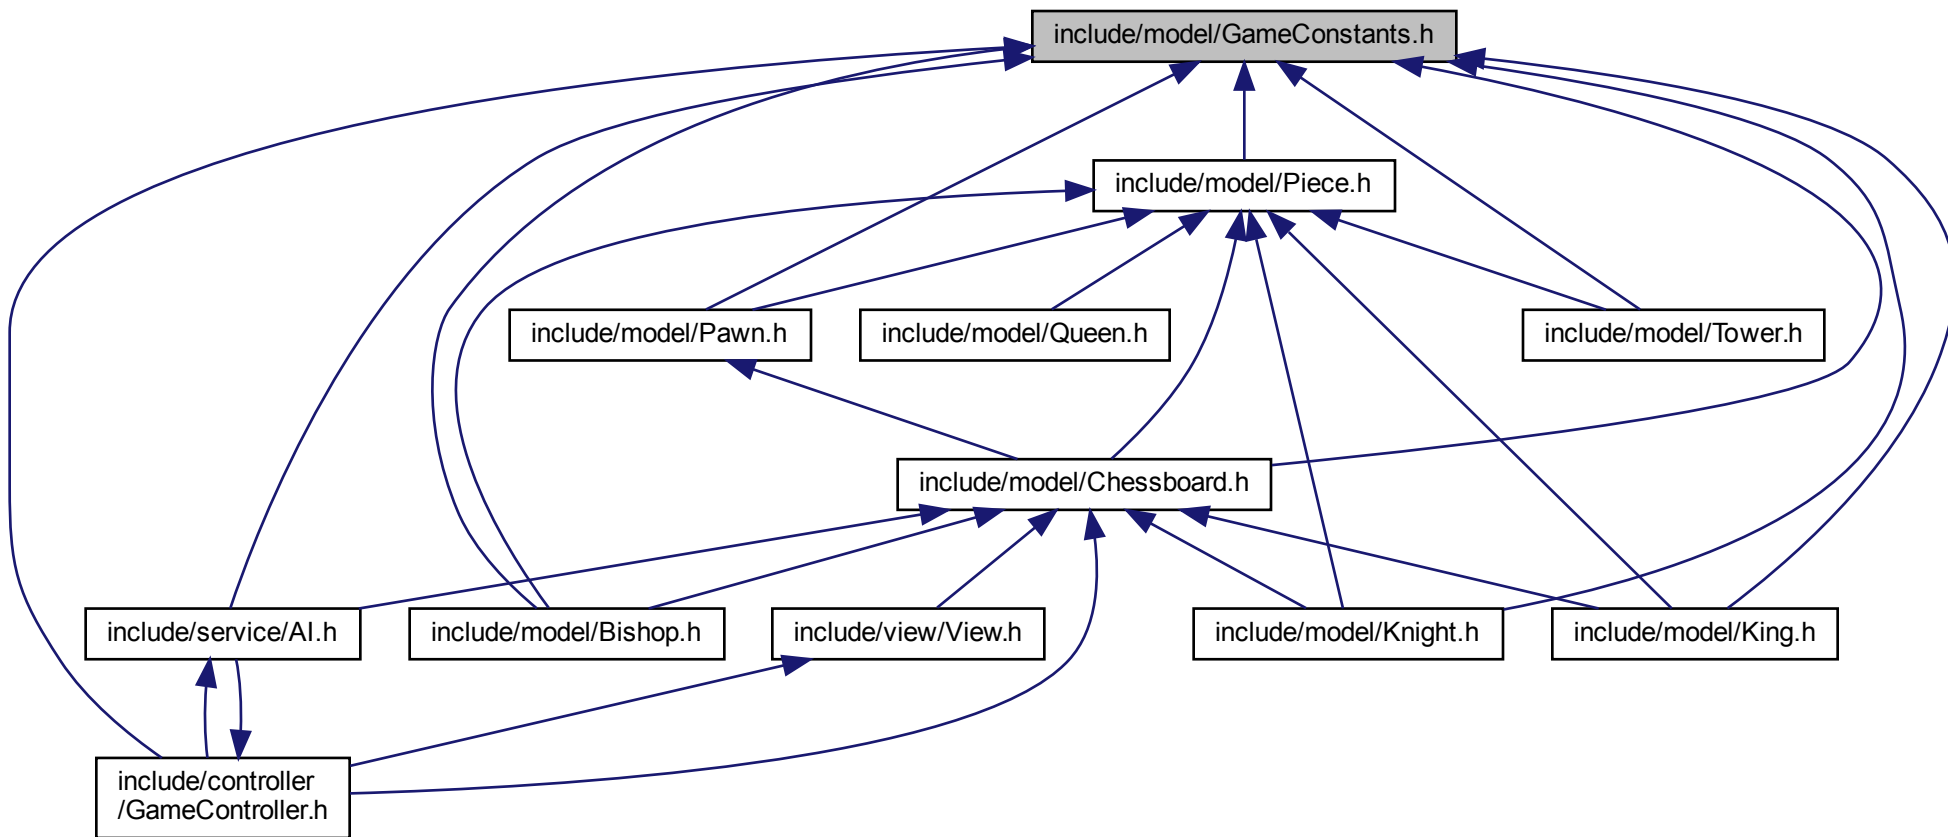 include/model/GameConstants.h
include/model/Piece.h
include/model/Pawn.h
include/model/Queen.h
include/model/Tower.h
include/model/Chessboard.h
include/service/AI.h
include/model/Bishop.h
include/view/View.h
include/model/Knight.h
include/model/King.h
include/controller
/GameController.h